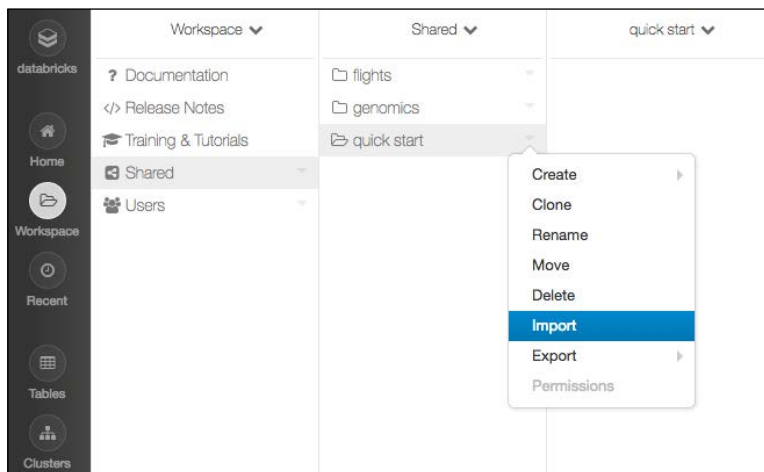 databricks
Home
Workspace
Recent
Tables
Clusters
Workspace
? Documentation
</> Release Notes
Training & Tutorials
Shared
Users
Shared
flights
genomics
quick start
quick start
Create
Clone
Rename
Move
Delete
Import
Export
Permissions